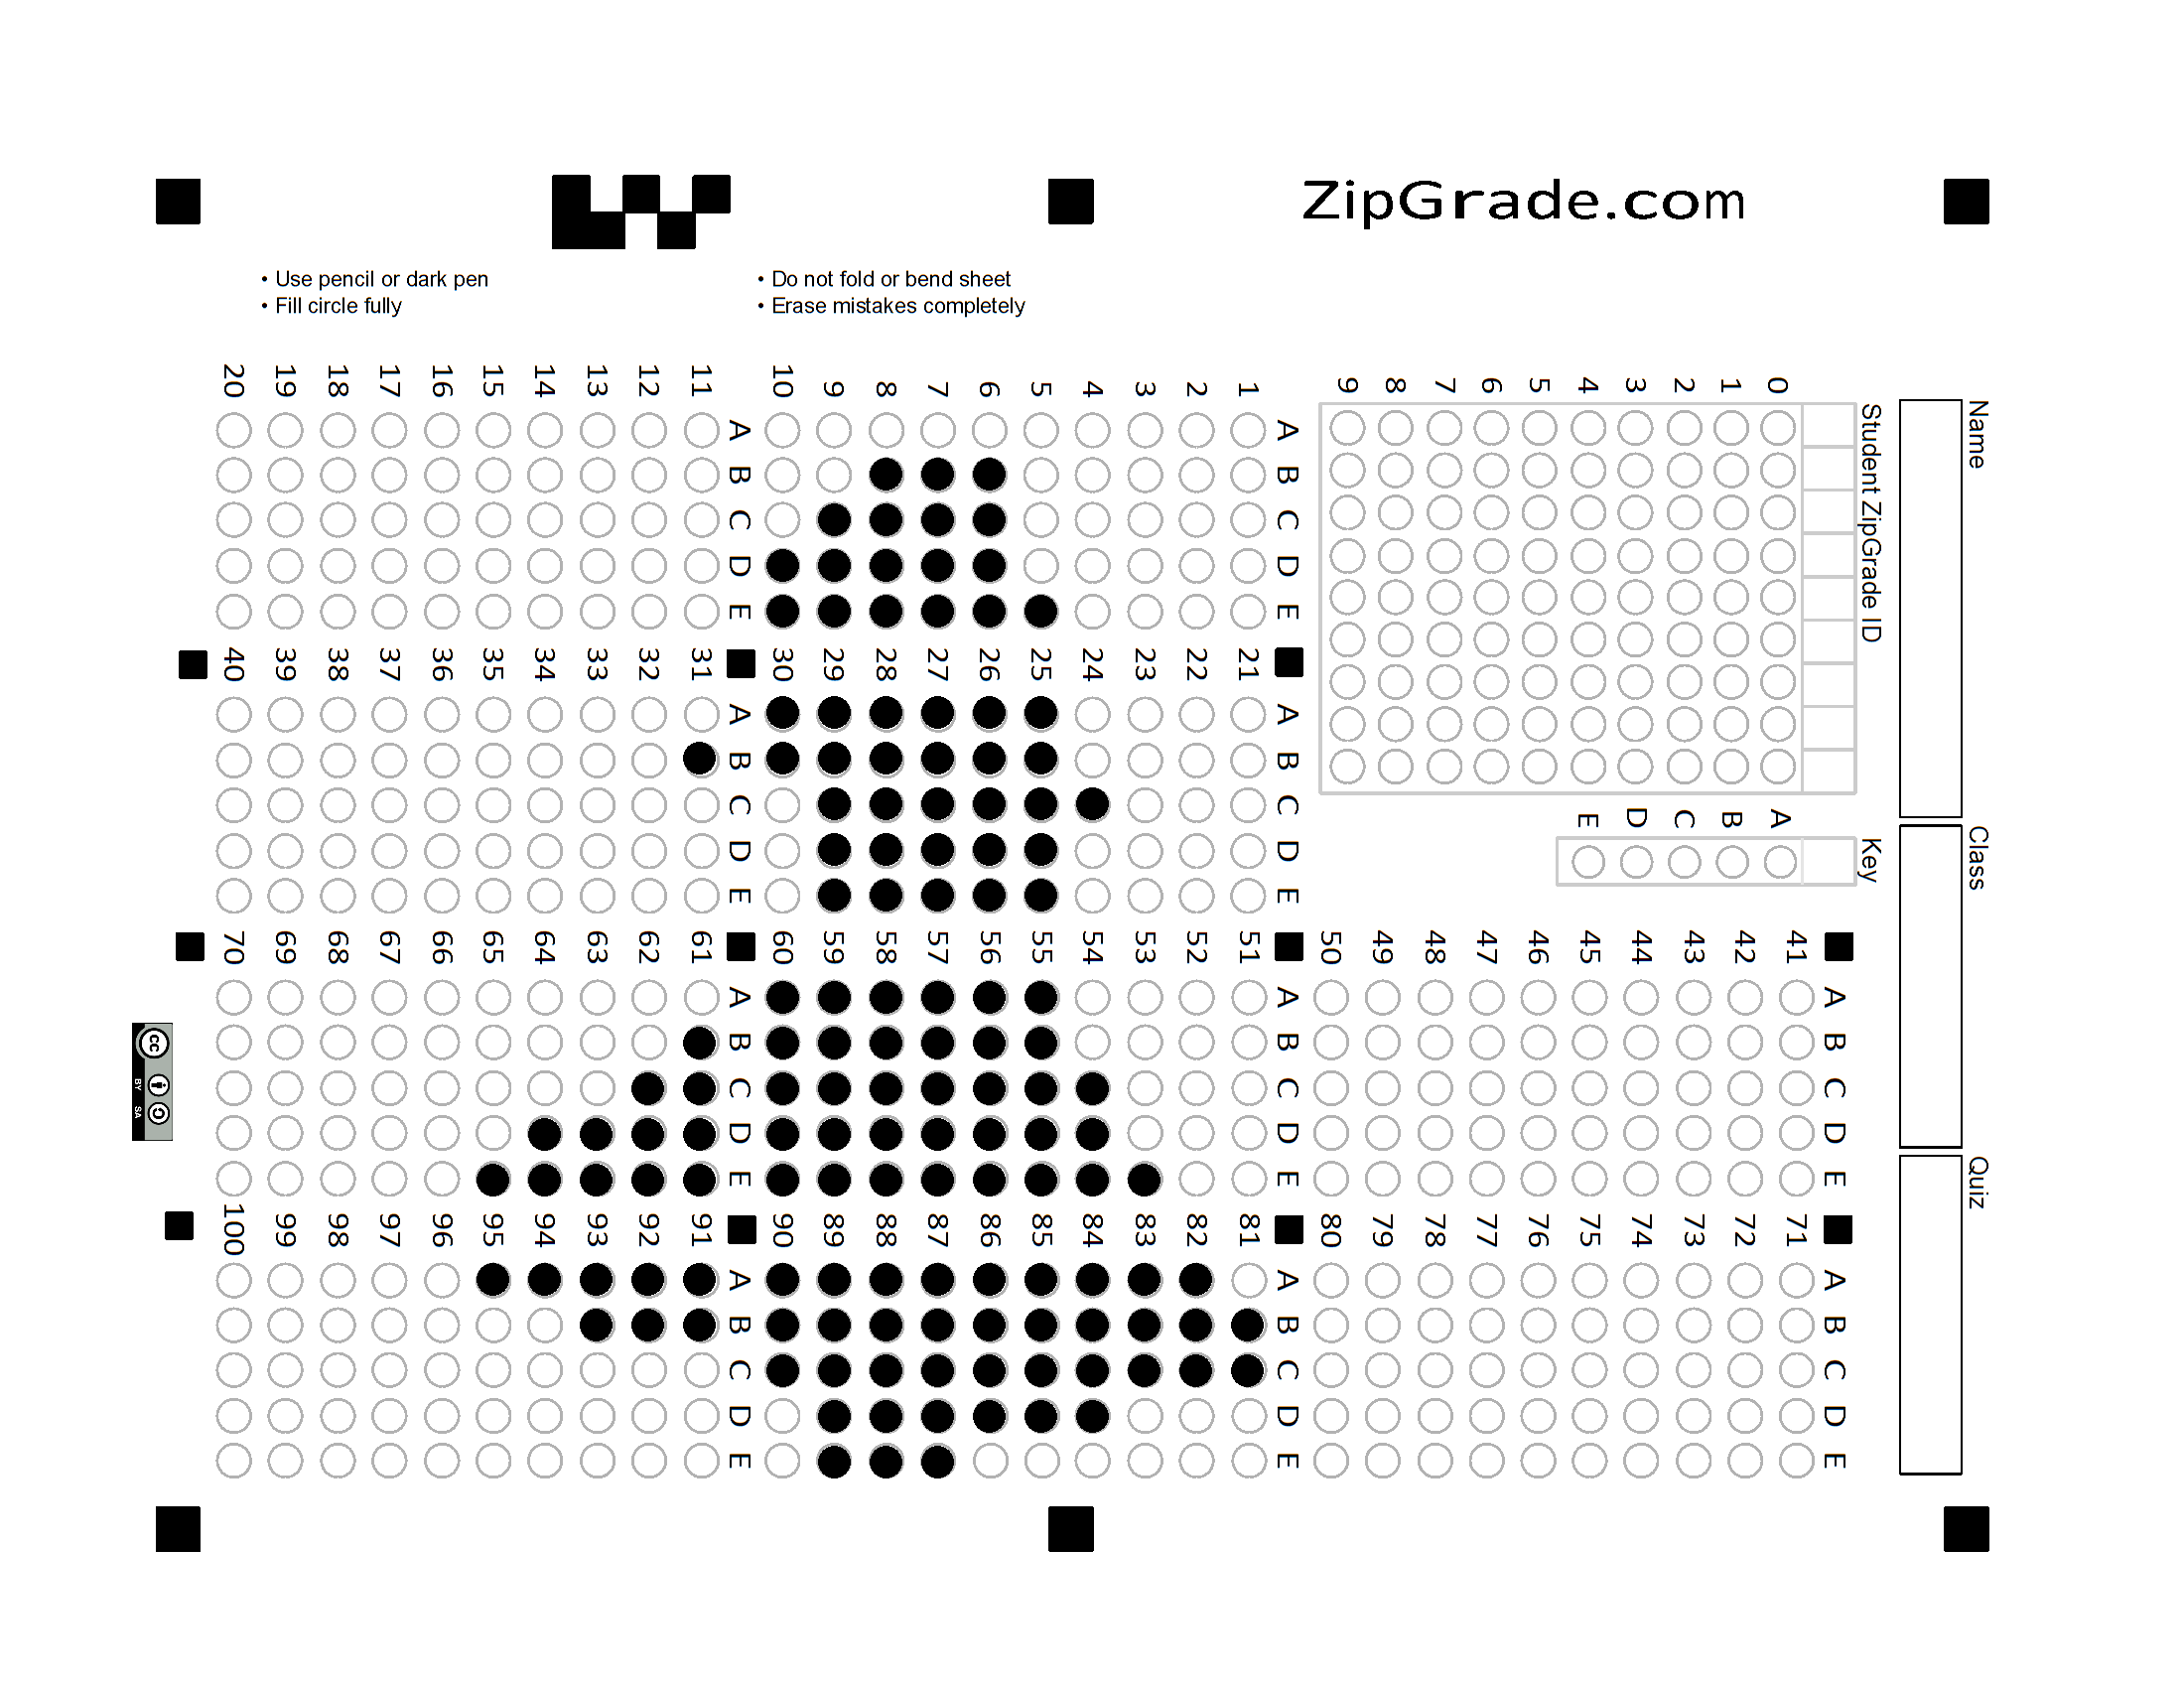 ZipGrade.com
• Use pencil or dark pen
• Fill circle fully
• Do not fold or bend sheet
• Erase mistakes completely
Name
Class
Quiz
Student ZipGrade ID
0 1 2 3 4 5 6 7 8 9
Key
A B C D E
1 2 3 4 5 6 7 8 9 10
A B C D E
11 12 13 14 15 16 17 18 19 20
A B C D E
21 22 23 24 25 26 27 28 29 30
A B C D E
31 32 33 34 35 36 37 38 39 40
A B C D E
41 42 43 44 45 46 47 48 49 50
A B C D E
51 52 53 54 55 56 57 58 59 60
A B C D E
61 62 63 64 65 66 67 68 69 70
A B C D E
71 72 73 74 75 76 77 78 79 80
A B C D E
81 82 83 84 85 86 87 88 89 90
A B C D E
91 92 93 94 95 96 97 98 99 100
A B C D E
cc BY SA